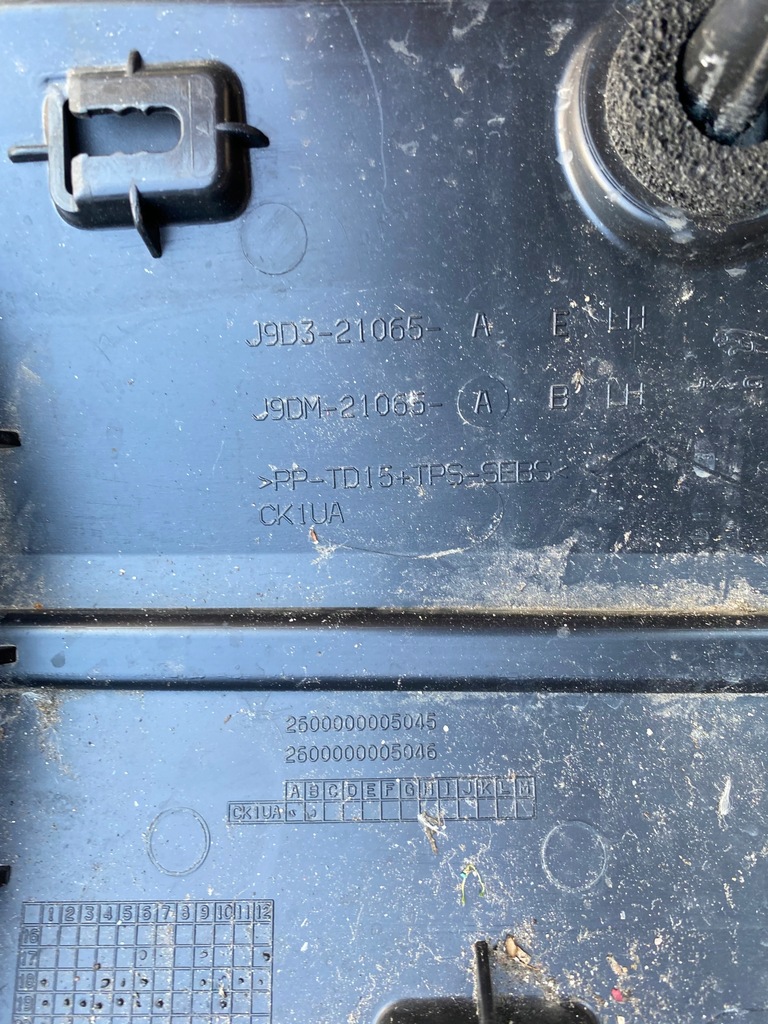 J9D3-21065- A E LH
J9DM-21065- A B LH
>PP-TD15+TPS-SEBS<
CK1UA
2600000005045
2600000005046
A B C D E F G H I J K L M
CK1UA
1 2 3 4 5 6 7 8 9 10 11 12
16
17
18
19